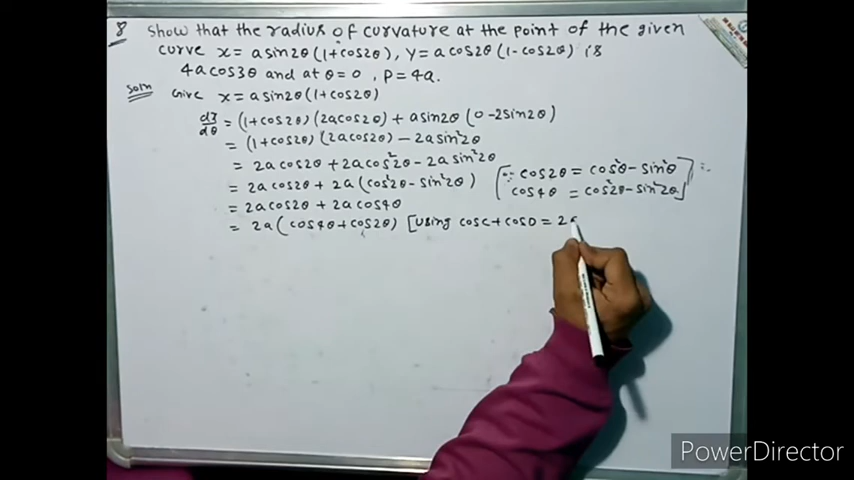 8 Show that the radius of curvature at the point of the given
curve x = a sin2θ (1+cos2θ), Y = a cos2θ (1-cos2θ) is
4a cos3θ and at θ = 0, P = 4a.
Soln Give x = a sin2θ (1+cos2θ)
dx/dθ = (1+cos2θ) (2a cos2θ) + a sin2θ (0-2sin2θ)
= (1+cos2θ) (2a cos2θ) - 2a sin²2θ
= 2a cos2θ + 2a cos²2θ - 2a sin²2θ
= 2a cos2θ + 2a (cos²2θ - sin²2θ) [∵ cos2θ = cos²θ - sin²θ
cos4θ = cos²2θ - sin²2θ]
= 2a cos2θ + 2a cos4θ
= 2a (cos4θ + cos2θ) [Using cosC + cosD = 2c
PowerDirector